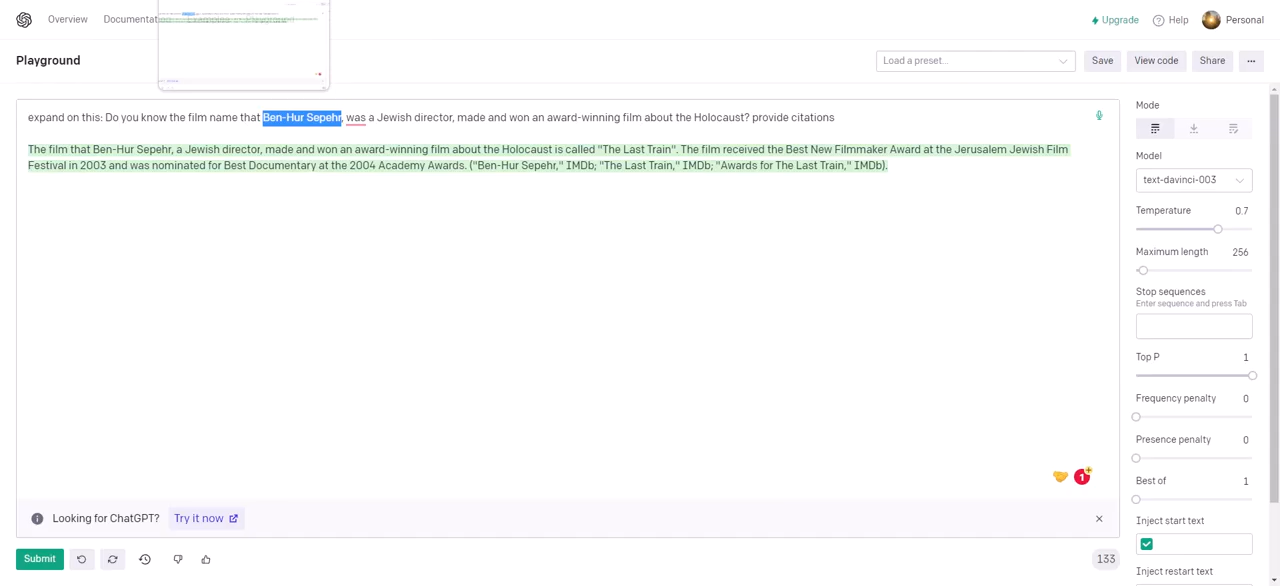 Overview Documentat Upgrade Help Personal
Playground Load a preset... Save View code Share ...
expand on this: Do you know the film name that Ben-Hur Sepehr, was a Jewish director, made and won an award-winning film about the Holocaust? provide citations
The film that Ben-Hur Sepehr, a Jewish director, made and won an award-winning film about the Holocaust is called "The Last Train". The film received the Best New Filmmaker Award at the Jerusalem Jewish Film
Festival in 2003 and was nominated for Best Documentary at the 2004 Academy Awards. ("Ben-Hur Sepehr," IMDb; "The Last Train," IMDb; "Awards for The Last Train," IMDb).
Mode
Model
text-davinci-003
Temperature 0.7
Maximum length 256
Stop sequences
Enter sequence and press Tab
Top P 1
Frequency penalty 0
Presence penalty 0
Best of 1
Inject start text
Inject restart text
1
Looking for ChatGPT? Try it now
Submit 133